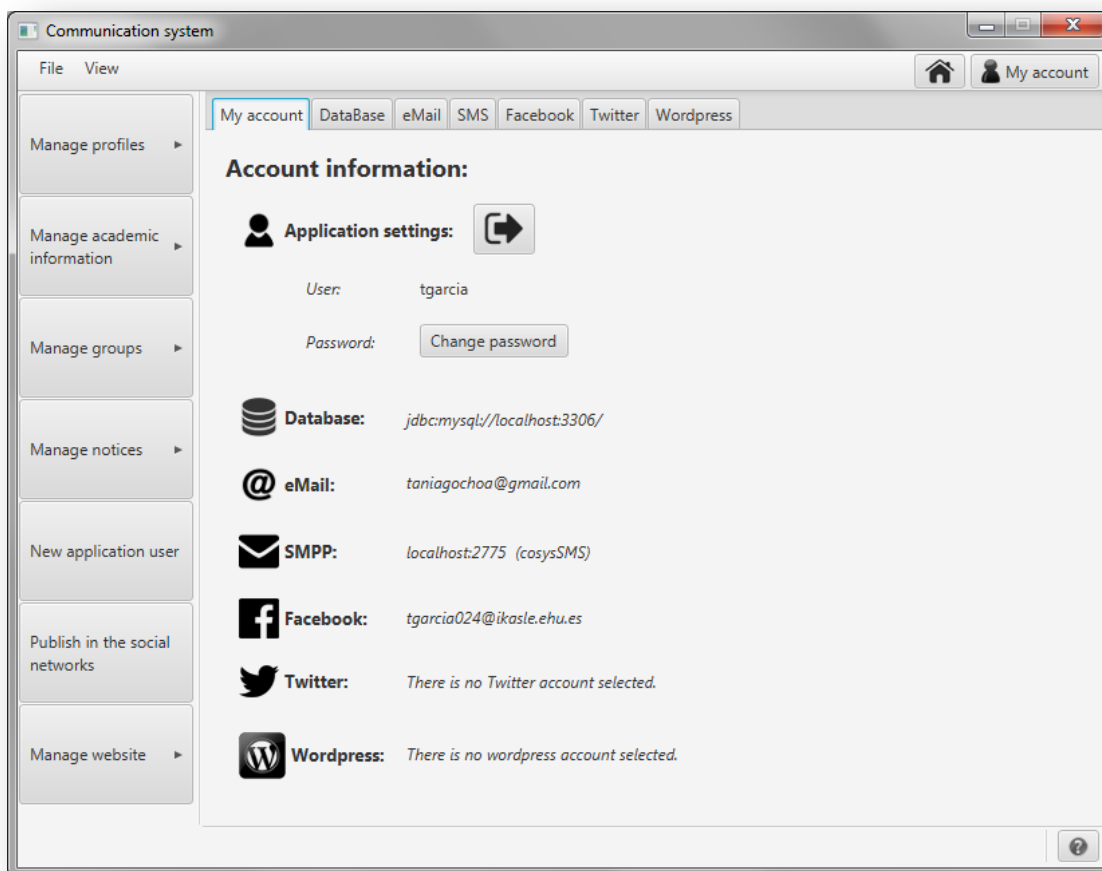 Communication system
File View
My account
Manage profiles
Manage academic
information
Manage groups
Manage notices
New application user
Publish in the social
networks
Manage website
My account DataBase eMail SMS Facebook Twitter Wordpress
Account information:
Application settings:
User: tgarcia
Password: Change password
Database: jdbc:mysql://localhost:3306/
eMail: taniagochoa@gmail.com
SMPP: localhost:2775 (cosysSMS)
Facebook: tgarcia024@ikasle.ehu.es
Twitter: There is no Twitter account selected.
Wordpress: There is no wordpress account selected.